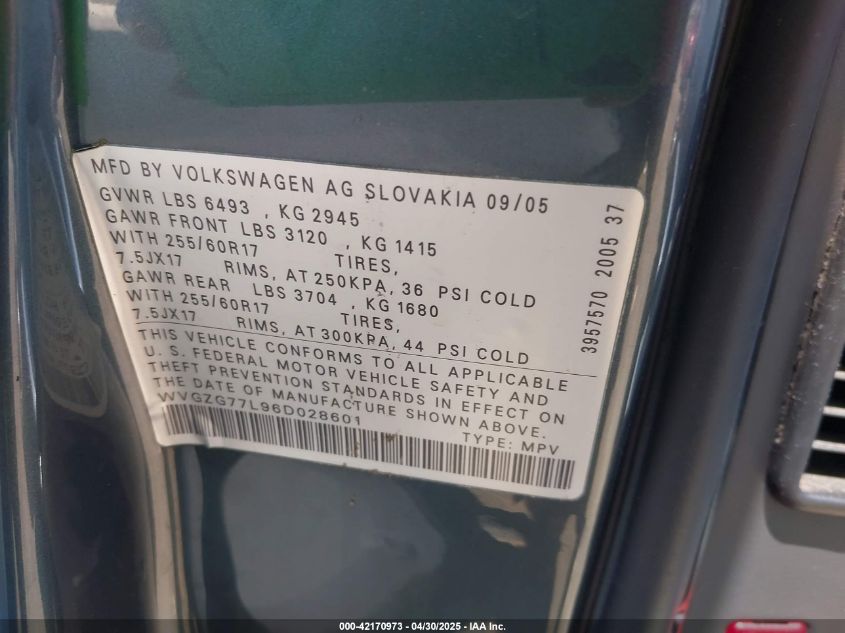 MFD BY VOLKSWAGEN AG SLOVAKIA 09/05
GVWR LBS 6493 , KG 2945
GAWR FRONT LBS 3120 , KG 1415
WITH 255/60R17 TIRES,
7.5JX17 RIMS, AT 250KPA, 36 PSI COLD
GAWR REAR LBS 3704 , KG 1680
WITH 255/60R17 TIRES,
7.5JX17 RIMS, AT 300KPA, 44 PSI COLD
THIS VEHICLE CONFORMS TO ALL APPLICABLE
U. S. FEDERAL MOTOR VEHICLE SAFETY AND
THEFT PREVENTION STANDARDS IN EFFECT ON
THE DATE OF MANUFACTURE SHOWN ABOVE.
WVGZG77L96D028601 TYPE: MPV
3957570 2005 37
000-42170973 - 04/30/2025 - IAA Inc.